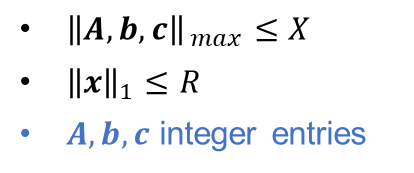 • ‖A, b, c‖max ≤ X
• ‖x‖₁ ≤ R
• A, b, c integer entries